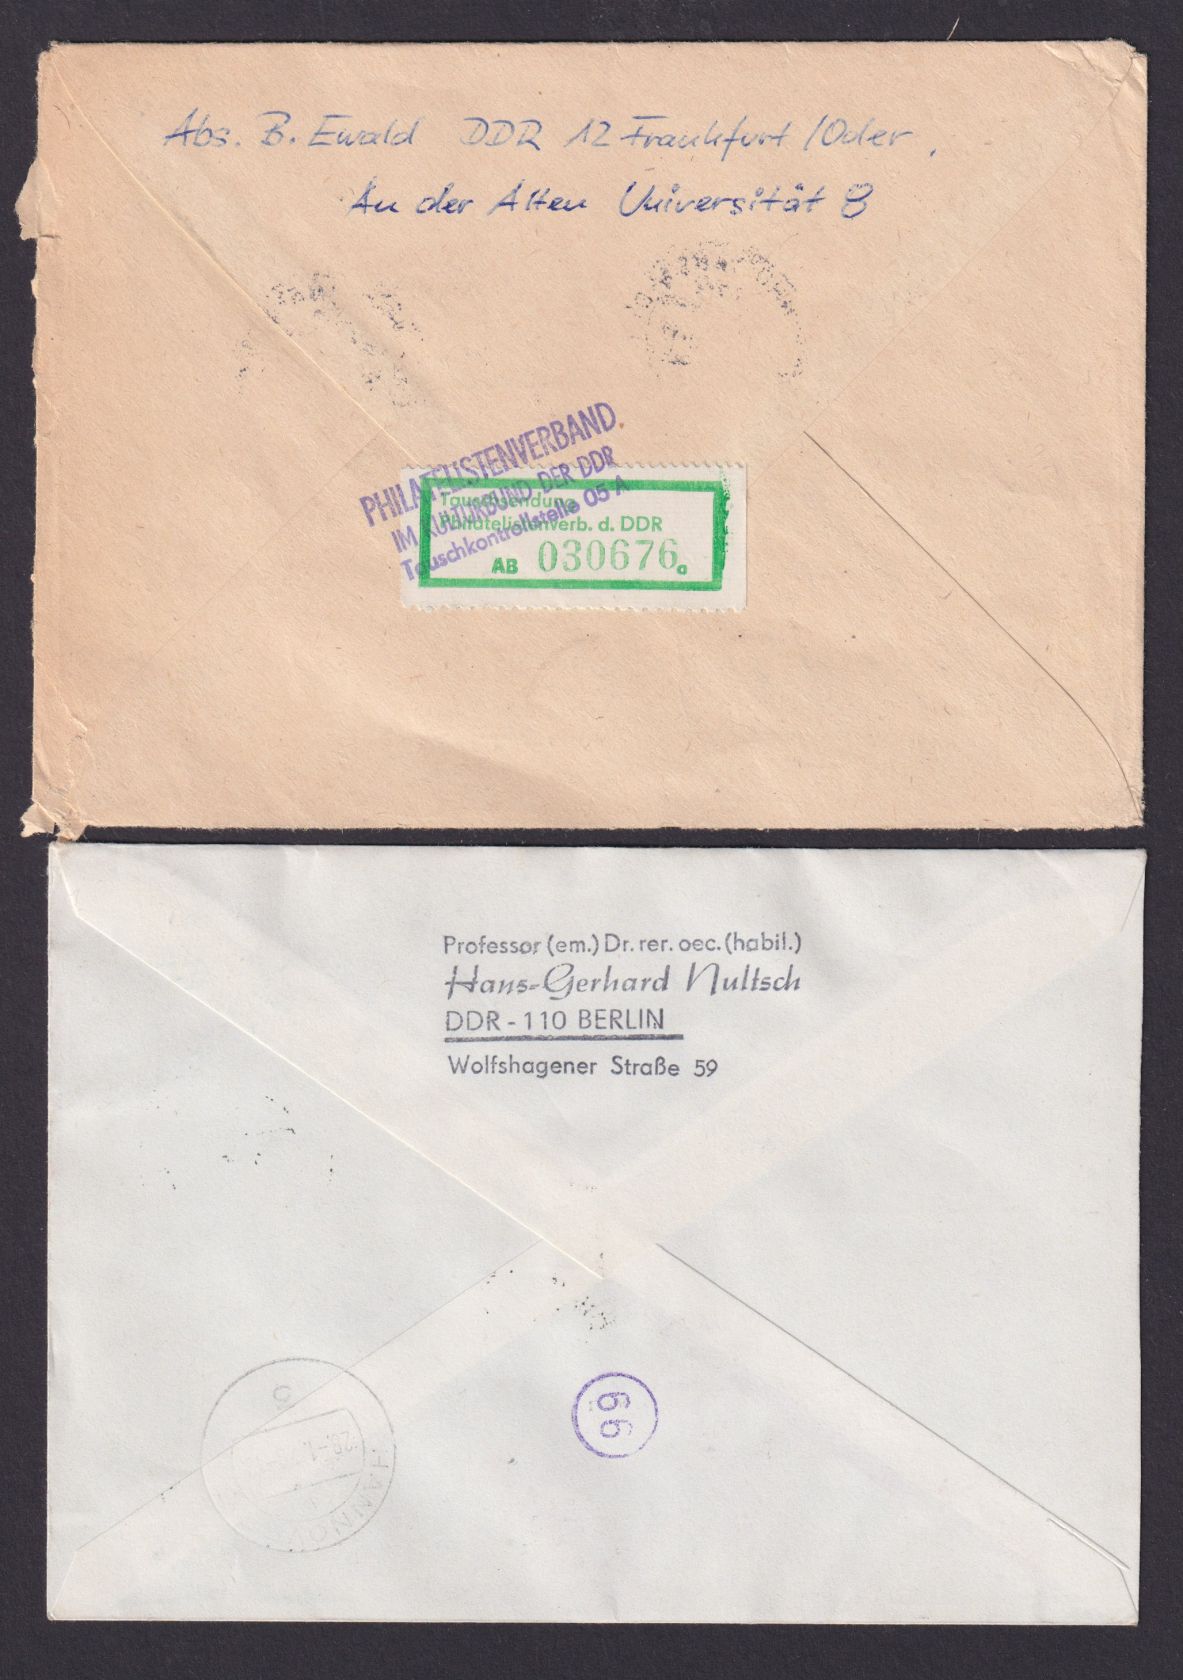 Abs. B. Ewald DDR 12 Frankfurt/Oder,
An der Alten Universität 8
PHILATELISTENVERBAND
IM KULTURBUND DER DDR
Tauschkontrollstelle 05 A
Tauschsendung
Philatelistenverb. d. DDR
AB 030676 a
Professor (em.) Dr. rer. oec. (habil.)
Hans-Gerhard Nultsch
DDR - 110 BERLIN
Wolfshagener Straße 59
66
HANNOV